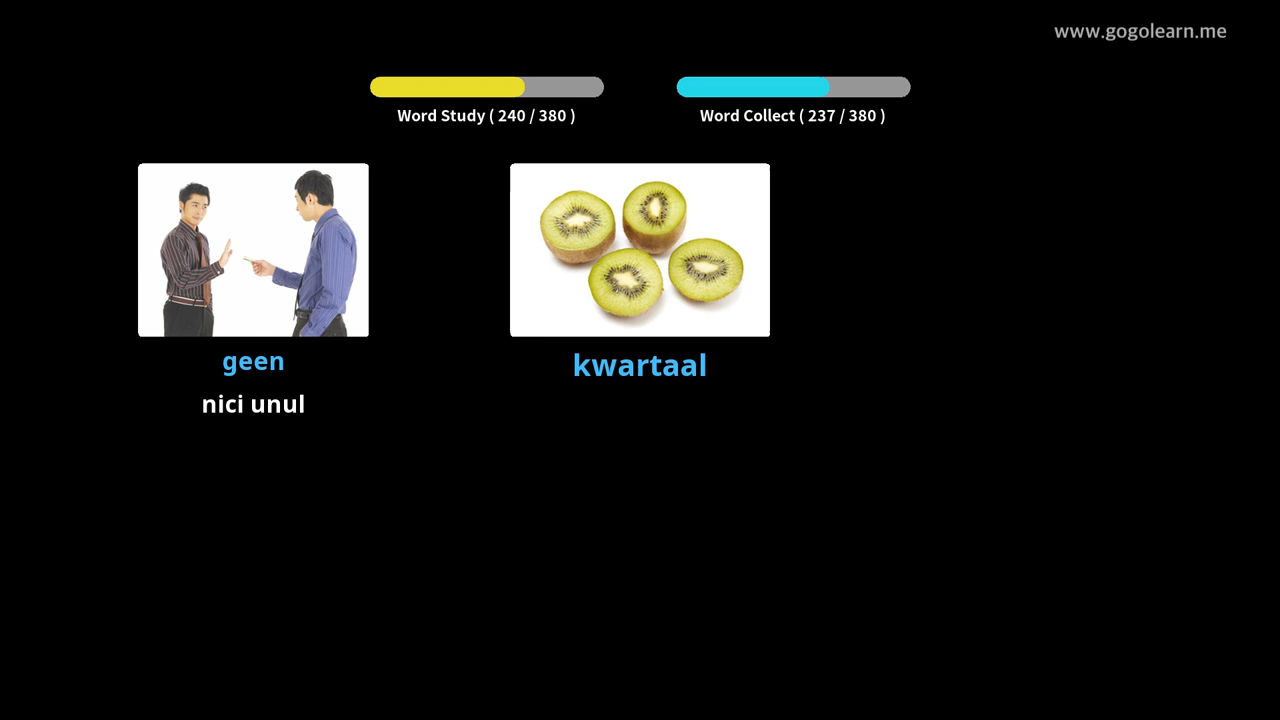 www.gogolearn.me
Word Study ( 240 / 380 )
Word Collect ( 237 / 380 )
geen
nici unul
kwartaal